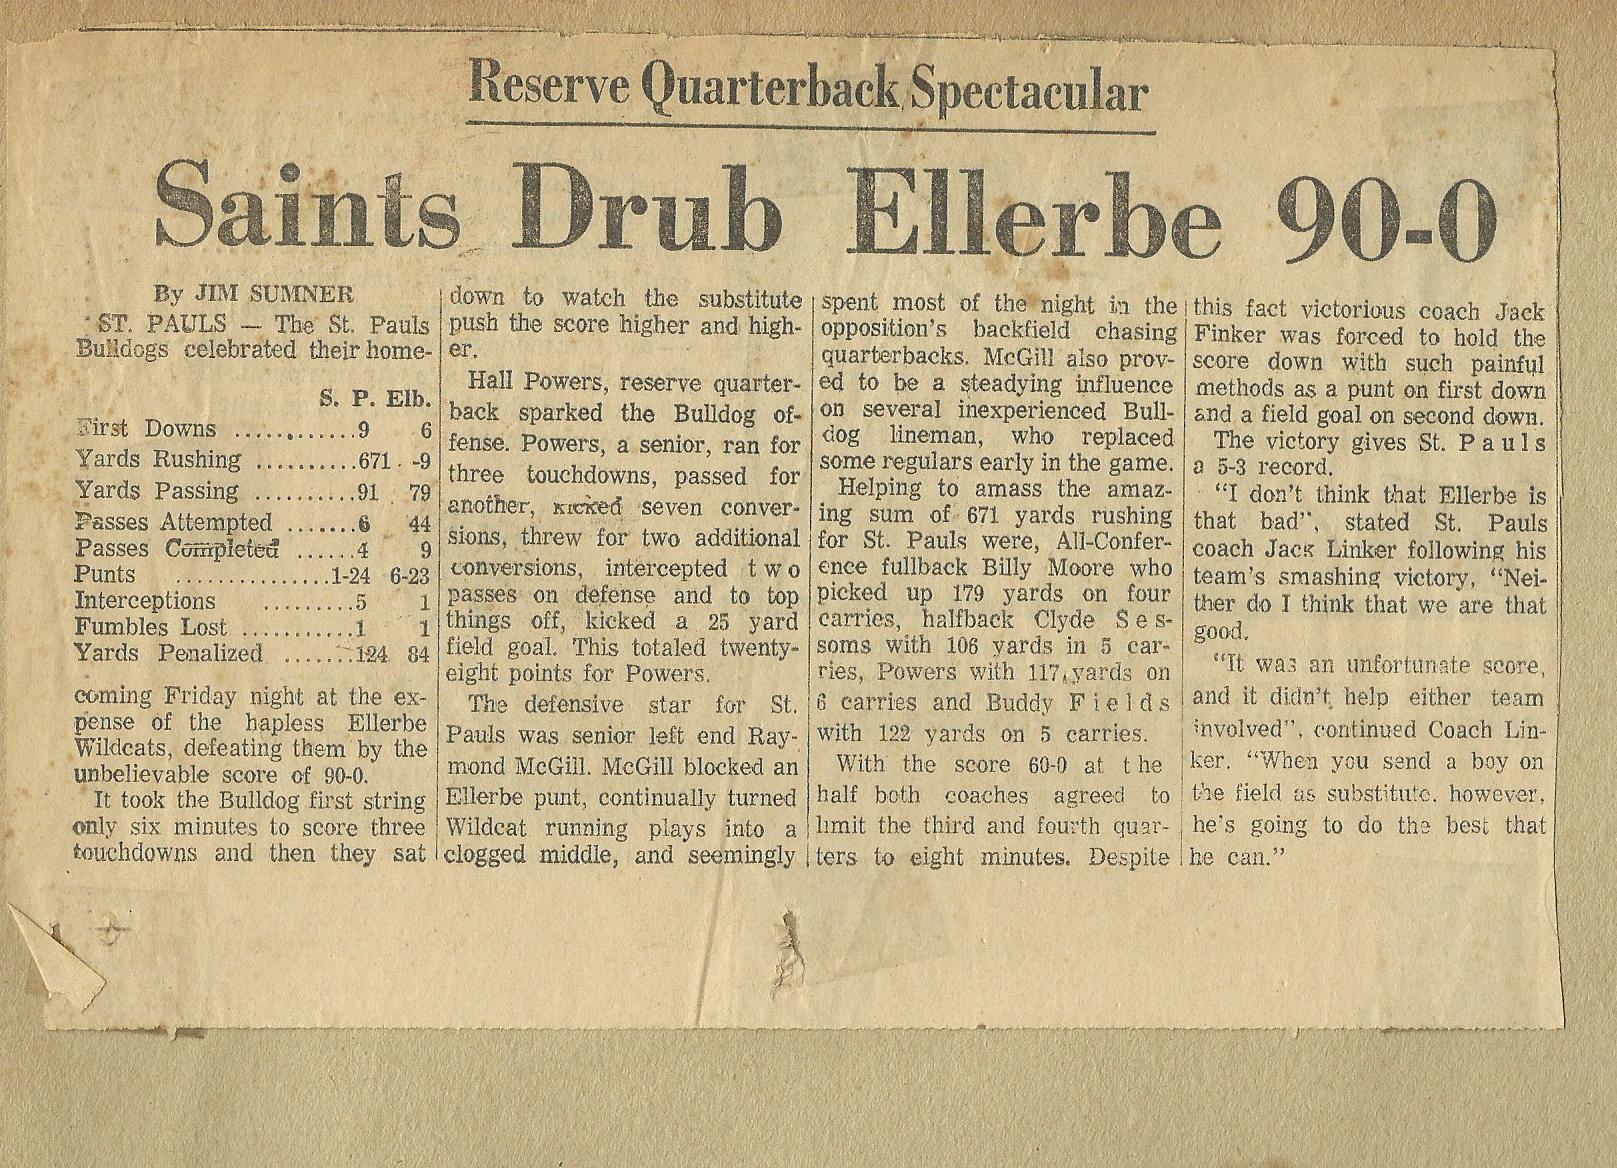 Reserve Quarterback Spectacular
Saints Drub Ellerbe 90-0
By JIM SUMNER
ST. PAULS — The St. Pauls
Bulldogs celebrated their home-
S. P. Elb.
First Downs ............9 6
Yards Rushing ..........671 -9
Yards Passing ..........91 79
Passes Attempted .......6 44
Passes Completed ......4 9
Punts ...............1-24 6-23
Interceptions .........5 1
Fumbles Lost ...........1 1
Yards Penalized .......124 84
coming Friday night at the ex-
pense of the hapless Ellerbe
Wildcats, defeating them by the
unbelievable score of 90-0.
It took the Bulldog first string
only six minutes to score three
touchdowns and then they sat
down to watch the substitute
push the score higher and high-
er.
Hall Powers, reserve quarter-
back sparked the Bulldog of-
fense. Powers, a senior, ran for
three touchdowns, passed for
another, kicked seven conver-
sions, threw for two additional
conversions, intercepted two
passes on defense and to top
things off, kicked a 25 yard
field goal. This totaled twenty-
eight points for Powers.
The defensive star for St.
Pauls was senior left end Ray-
mond McGill. McGill blocked an
Ellerbe punt, continually turned
Wildcat running plays into a
clogged middle, and seemingly
spent most of the night in the
opposition's backfield chasing
quarterbacks. McGill also prov-
ed to be a steadying influence
on several inexperienced Bull-
dog lineman, who replaced
some regulars early in the game.
Helping to amass the amaz-
ing sum of 671 yards rushing
for St. Pauls were, All-Confer-
ence fullback Billy Moore who
picked up 179 yards on four
carries, halfback Clyde Ses-
soms with 106 yards in 5 car-
ries, Powers with 117 yards on
6 carries and Buddy Fields
with 122 yards on 5 carries.
With the score 60-0 at the
half both coaches agreed to
limit the third and fourth quar-
ters to eight minutes. Despite
this fact victorious coach Jack
Finker was forced to hold the
score down with such painful
methods as a punt on first down
and a field goal on second down.
The victory gives St. Pauls
a 5-3 record.
"I don't think that Ellerbe is
that bad", stated St. Pauls
coach Jack Linker following his
team's smashing victory, "Nei-
ther do I think that we are that
good.
"It was an unfortunate score,
and it didn't help either team
involved", continued Coach Lin-
ker. "When you send a boy on
the field as substitute, however,
he's going to do the best that
he can."